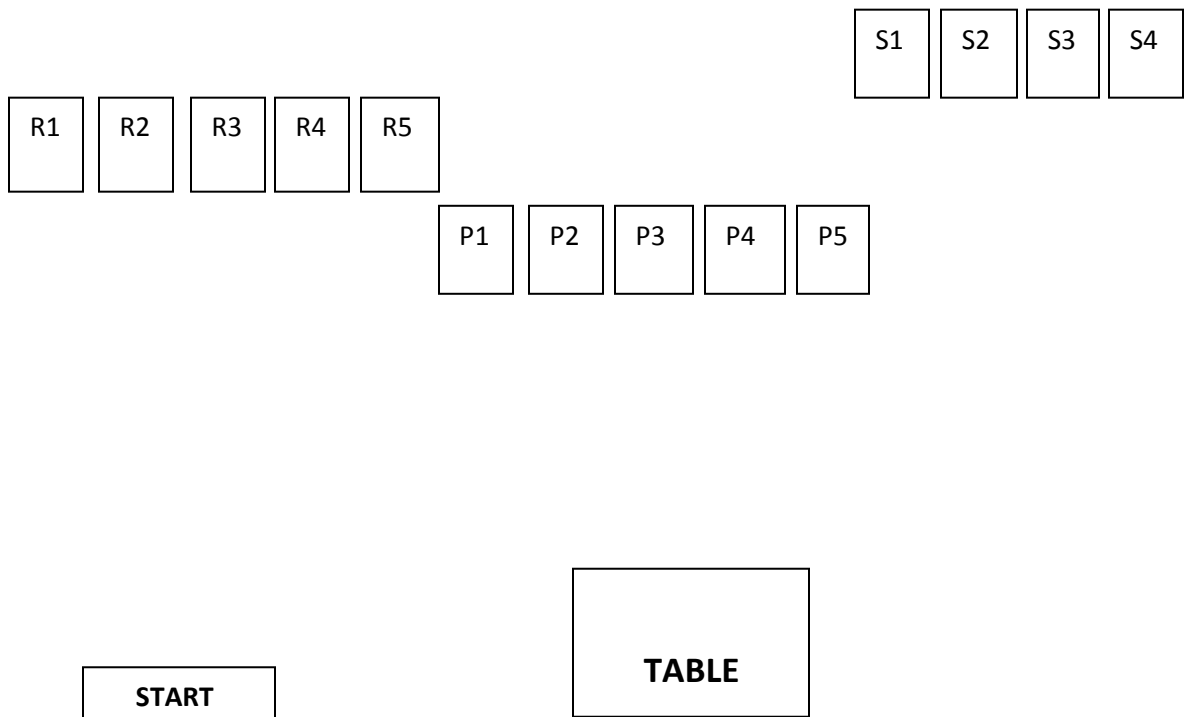 S1 S2 S3 S4
R1 R2 R3 R4 R5
P1 P2 P3 P4 P5
TABLE
START